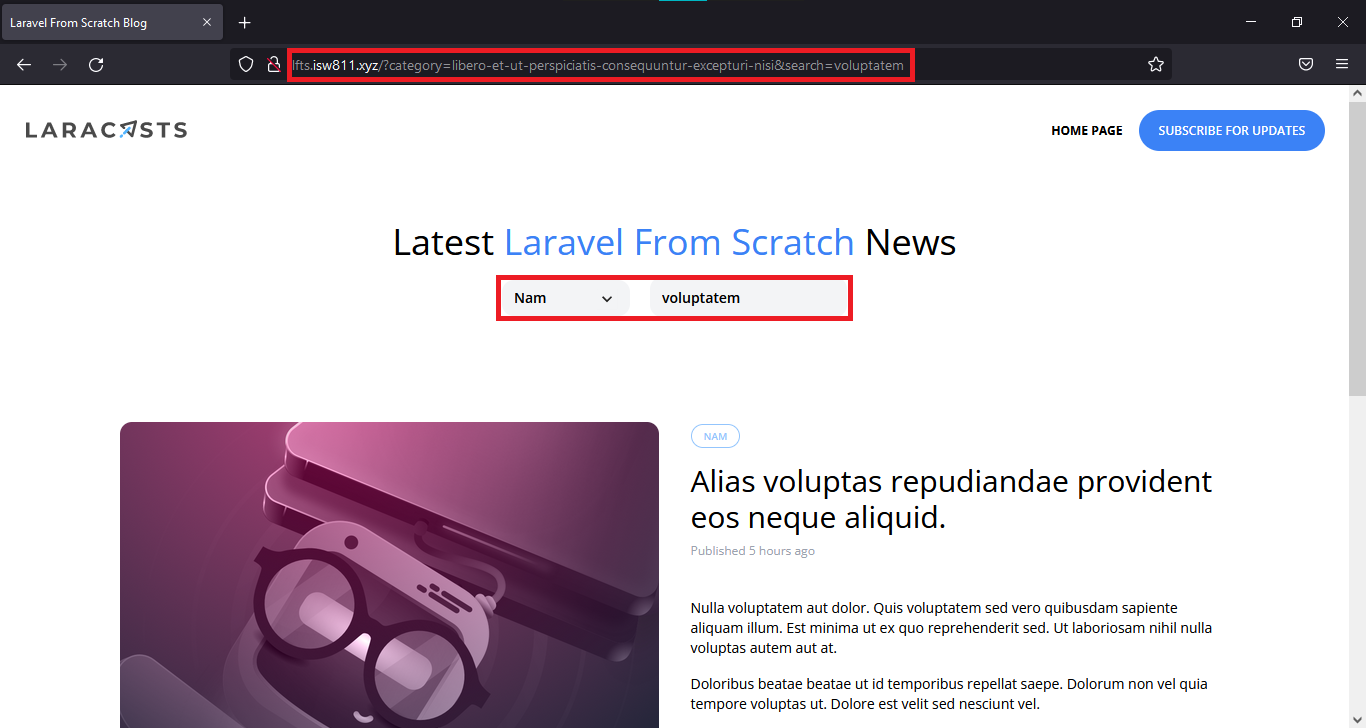 Laravel From Scratch Blog
lfts.isw811.xyz/?category=libero-et-ut-perspiciatis-consequuntur-excepturi-nisi&search=voluptatem
LARACASTS
HOME PAGE
SUBSCRIBE FOR UPDATES
Latest Laravel From Scratch News
Nam
voluptatem
NAM
Alias voluptas repudiandae provident
eos neque aliquid.
Published 5 hours ago
Nulla voluptatem aut dolor. Quis voluptatem sed vero quibusdam sapiente
aliquam illum. Est minima ut ex quo reprehenderit sed. Ut laboriosam nihil nulla
voluptas autem aut at.
Doloribus beatae beatae ut id temporibus repellat saepe. Dolorum non vel quia
tempore voluptas ut. Dolore est velit sed nesciunt vel.